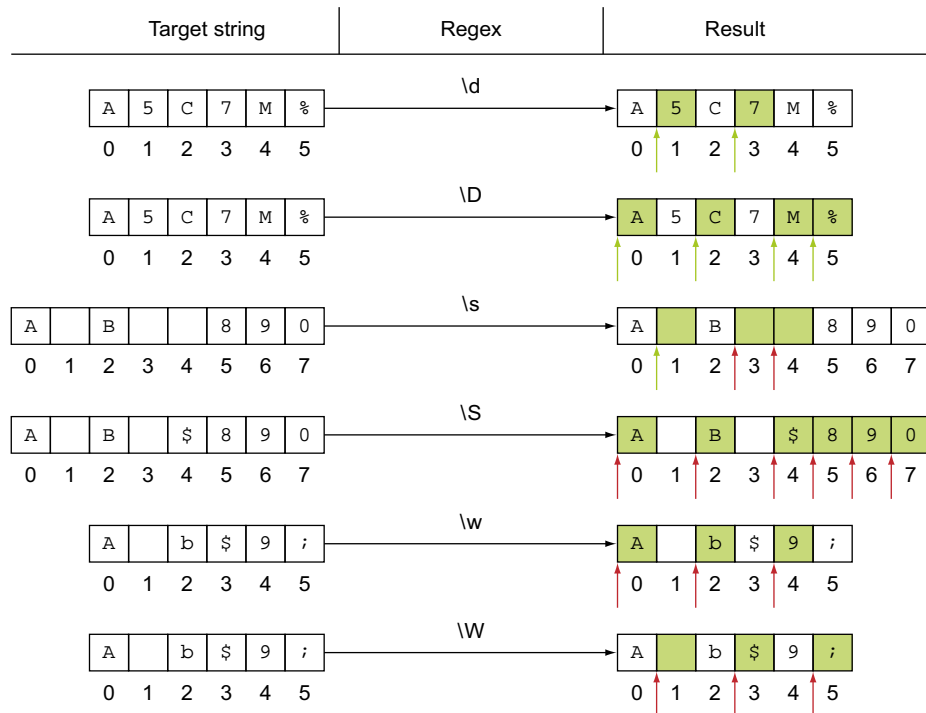 Target string Regex Result
\d
A 5 C 7 M % A 5 C 7 M %
0 1 2 3 4 5 0 1 2 3 4 5
\D
A 5 C 7 M % A 5 C 7 M %
0 1 2 3 4 5 0 1 2 3 4 5
\s
A B 8 9 0 A B 8 9 0
0 1 2 3 4 5 6 7 0 1 2 3 4 5 6 7
\S
A B $ 8 9 0 A B $ 8 9 0
0 1 2 3 4 5 6 7 0 1 2 3 4 5 6 7
\w
A b $ 9 ; A b $ 9 ;
0 1 2 3 4 5 0 1 2 3 4 5
\W
A b $ 9 ; A b $ 9 ;
0 1 2 3 4 5 0 1 2 3 4 5